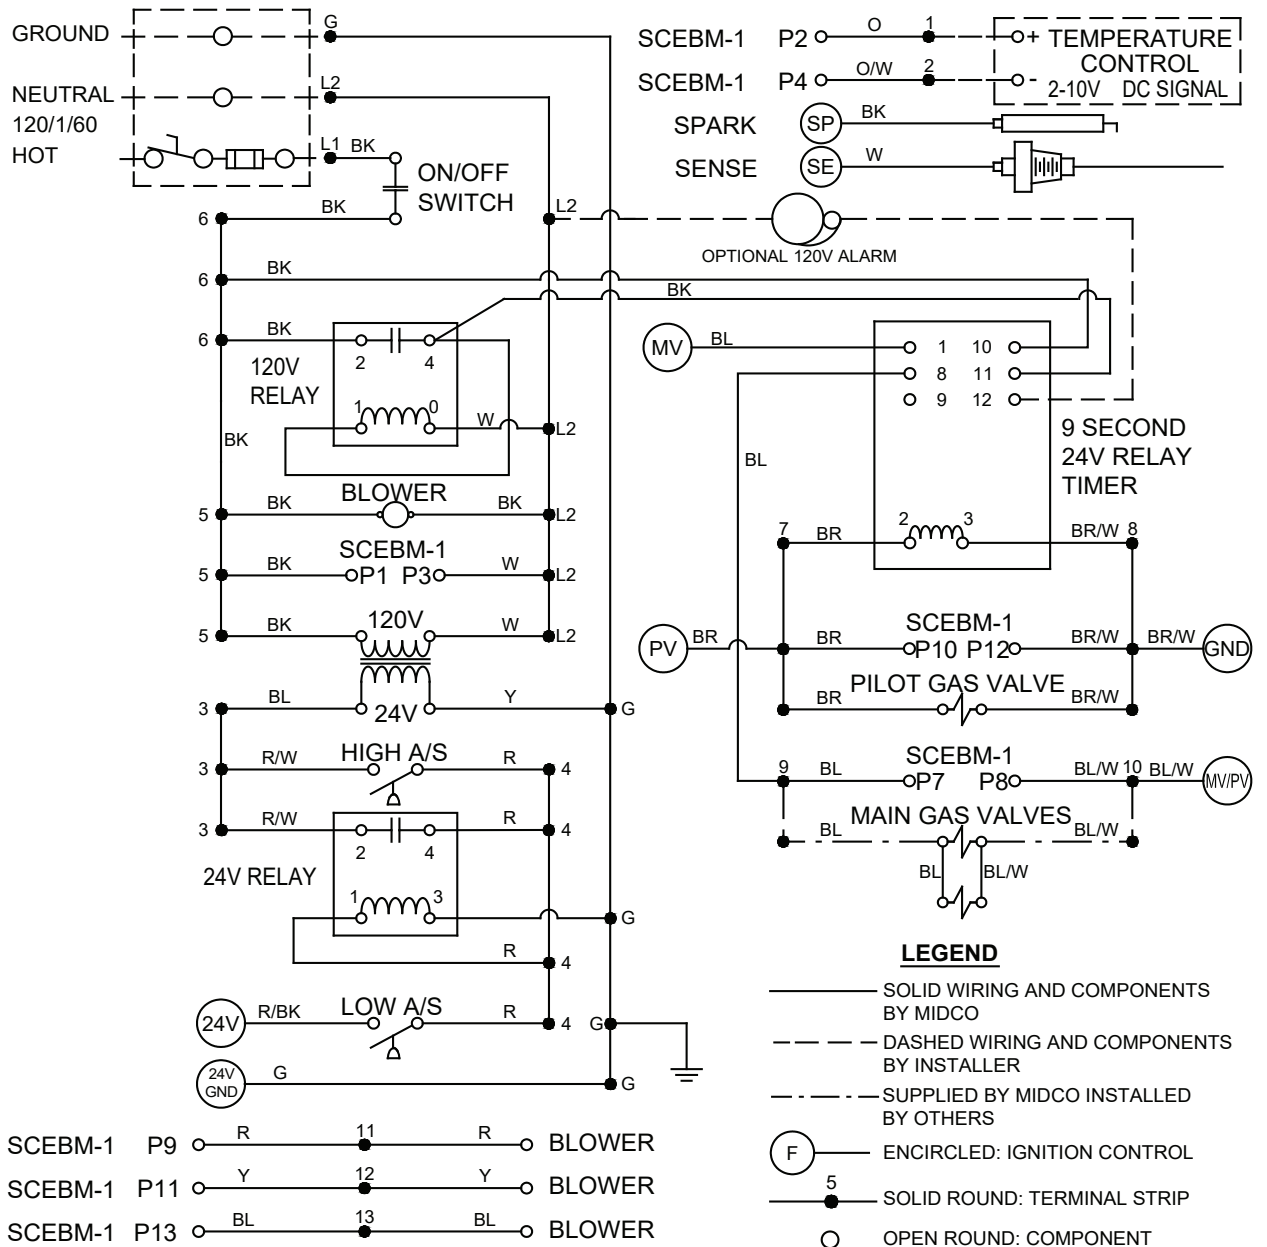 GROUND
G
NEUTRAL
L2
120/1/60
HOT
L1 BK
ON/OFF
SWITCH
SCEBM-1 P2 O 1 + TEMPERATURE
CONTROL
SCEBM-1 P4 O/W 2 - 2-10V DC SIGNAL
SPARK SP BK
SENSE SE W
6 BK L2
OPTIONAL 120V ALARM
6 BK
BK
6 BK
2 4
120V
RELAY
1 0
W L2
BK
MV BL
1 10
8 11
9 12
9 SECOND
24V RELAY
TIMER
BL
BLOWER
5 BK BK L2
SCEBM-1
5 BK P1 P3 W L2
120V
5 BK W L2
7 BR 2 3 BR/W 8
SCEBM-1
PV BR BR P10 P12 BR/W BR/W GND
PILOT GAS VALVE
BR BR/W
3 BL 24V Y G
HIGH A/S
3 R/W R 4
3 R/W R 4
2 4
24V RELAY
1 3
G
R 4
SCEBM-1
9 BL P7 P8 BL/W 10 BL/W MV/PV
MAIN GAS VALVES
BL BL/W
BL BL/W
LOW A/S
24V R/BK R 4 G
24V
GND
G G
SCEBM-1 P9 R 11 R BLOWER
SCEBM-1 P11 Y 12 Y BLOWER
SCEBM-1 P13 BL 13 BL BLOWER
LEGEND
SOLID WIRING AND COMPONENTS
BY MIDCO
DASHED WIRING AND COMPONENTS
BY INSTALLER
SUPPLIED BY MIDCO INSTALLED
BY OTHERS
F ENCIRCLED: IGNITION CONTROL
5 SOLID ROUND: TERMINAL STRIP
OPEN ROUND: COMPONENT